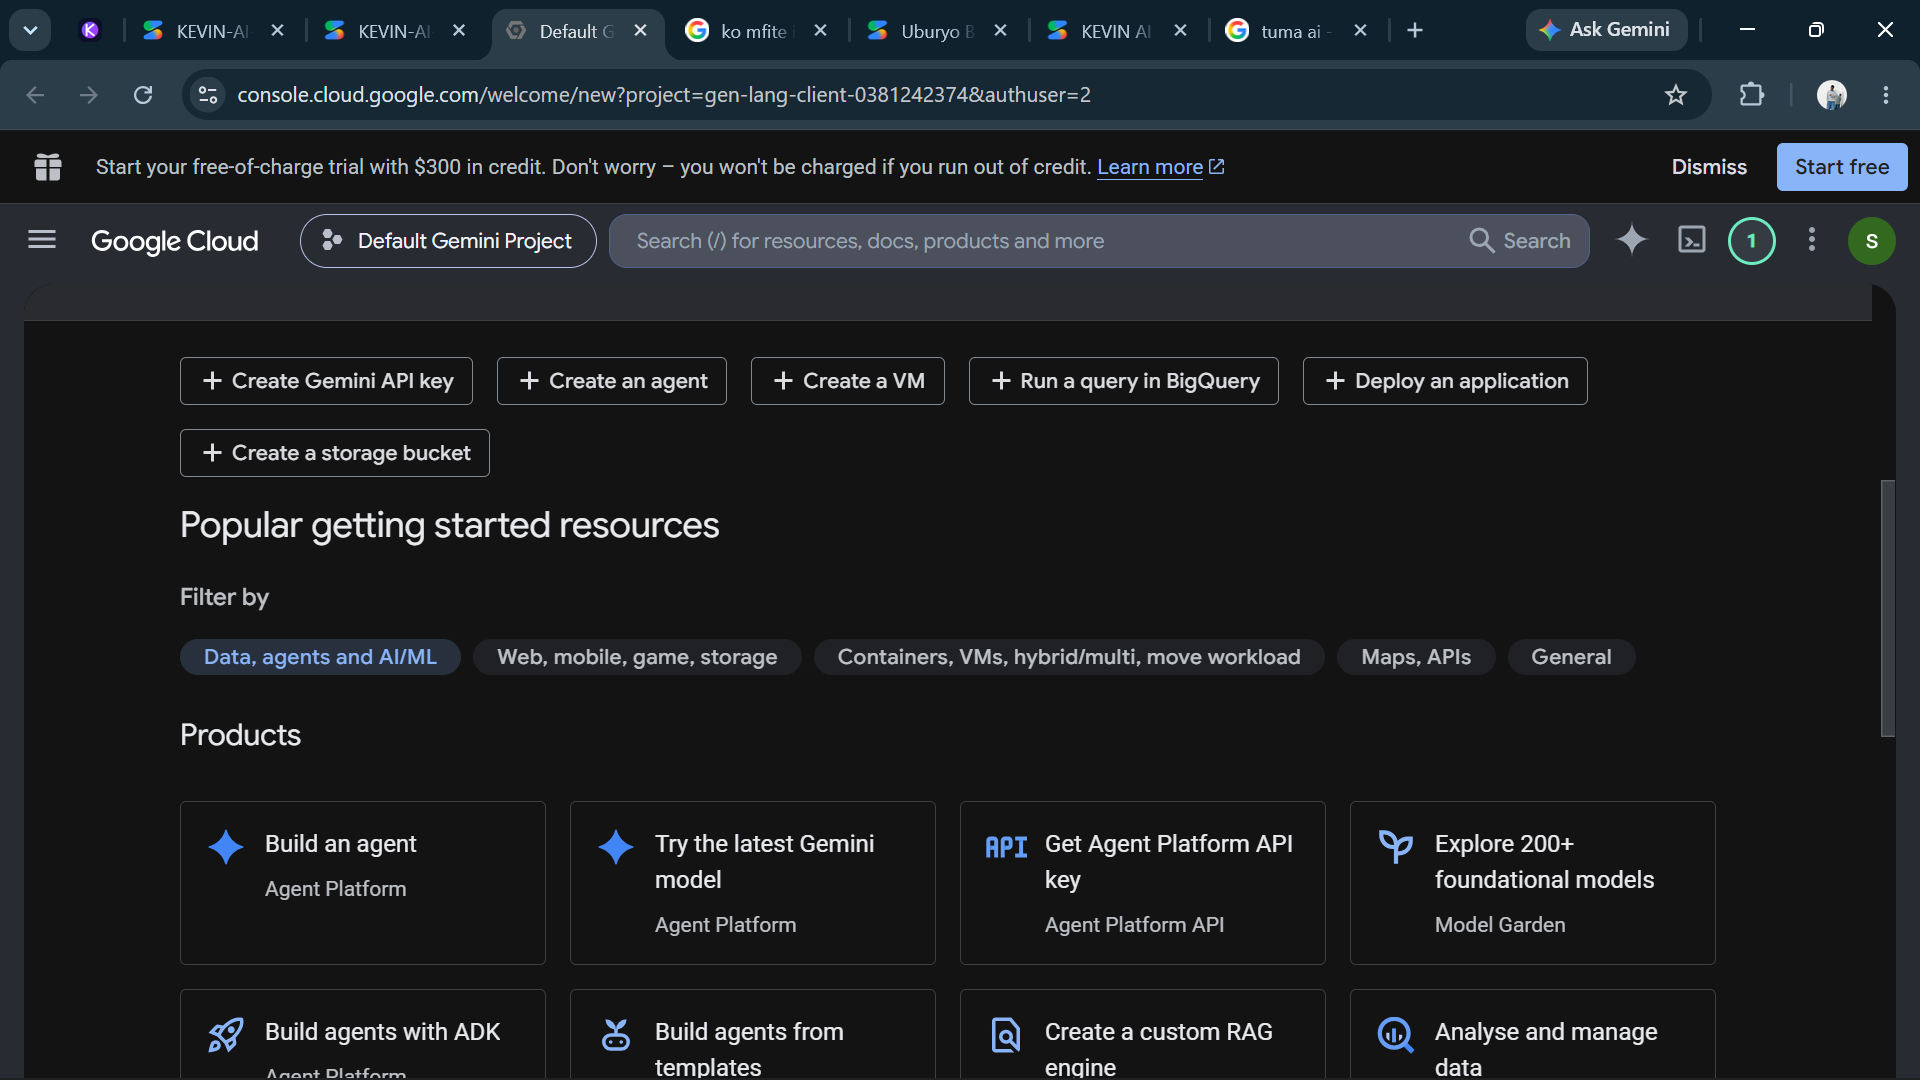 KEVIN-AI
KEVIN-AI
Default G
ko mfite
Uburyo B
KEVIN AI
tuma ai -
Ask Gemini
console.cloud.google.com/welcome/new?project=gen-lang-client-0381242374&authuser=2
Start your free-of-charge trial with $300 in credit. Don't worry – you won't be charged if you run out of credit. Learn more
Dismiss
Start free
Google Cloud
Default Gemini Project
Search (/) for resources, docs, products and more
Search
1
S
Create Gemini API key
Create an agent
Create a VM
Run a query in BigQuery
Deploy an application
Create a storage bucket
Popular getting started resources
Filter by
Data, agents and AI/ML
Web, mobile, game, storage
Containers, VMs, hybrid/multi, move workload
Maps, APIs
General
Products
Build an agent
Agent Platform
Try the latest Gemini
model
Agent Platform
API
Get Agent Platform API
key
Agent Platform API
Explore 200+
foundational models
Model Garden
Build agents with ADK
Agent Platform
Build agents from
templates
Create a custom RAG
engine
Analyse and manage
data